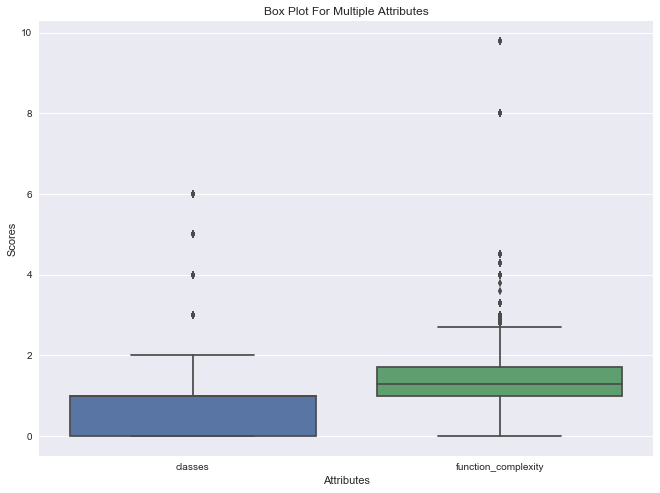 Box Plot For Multiple Attributes
10
8
6
4
2
0
Scores
classes
function_complexity
Attributes